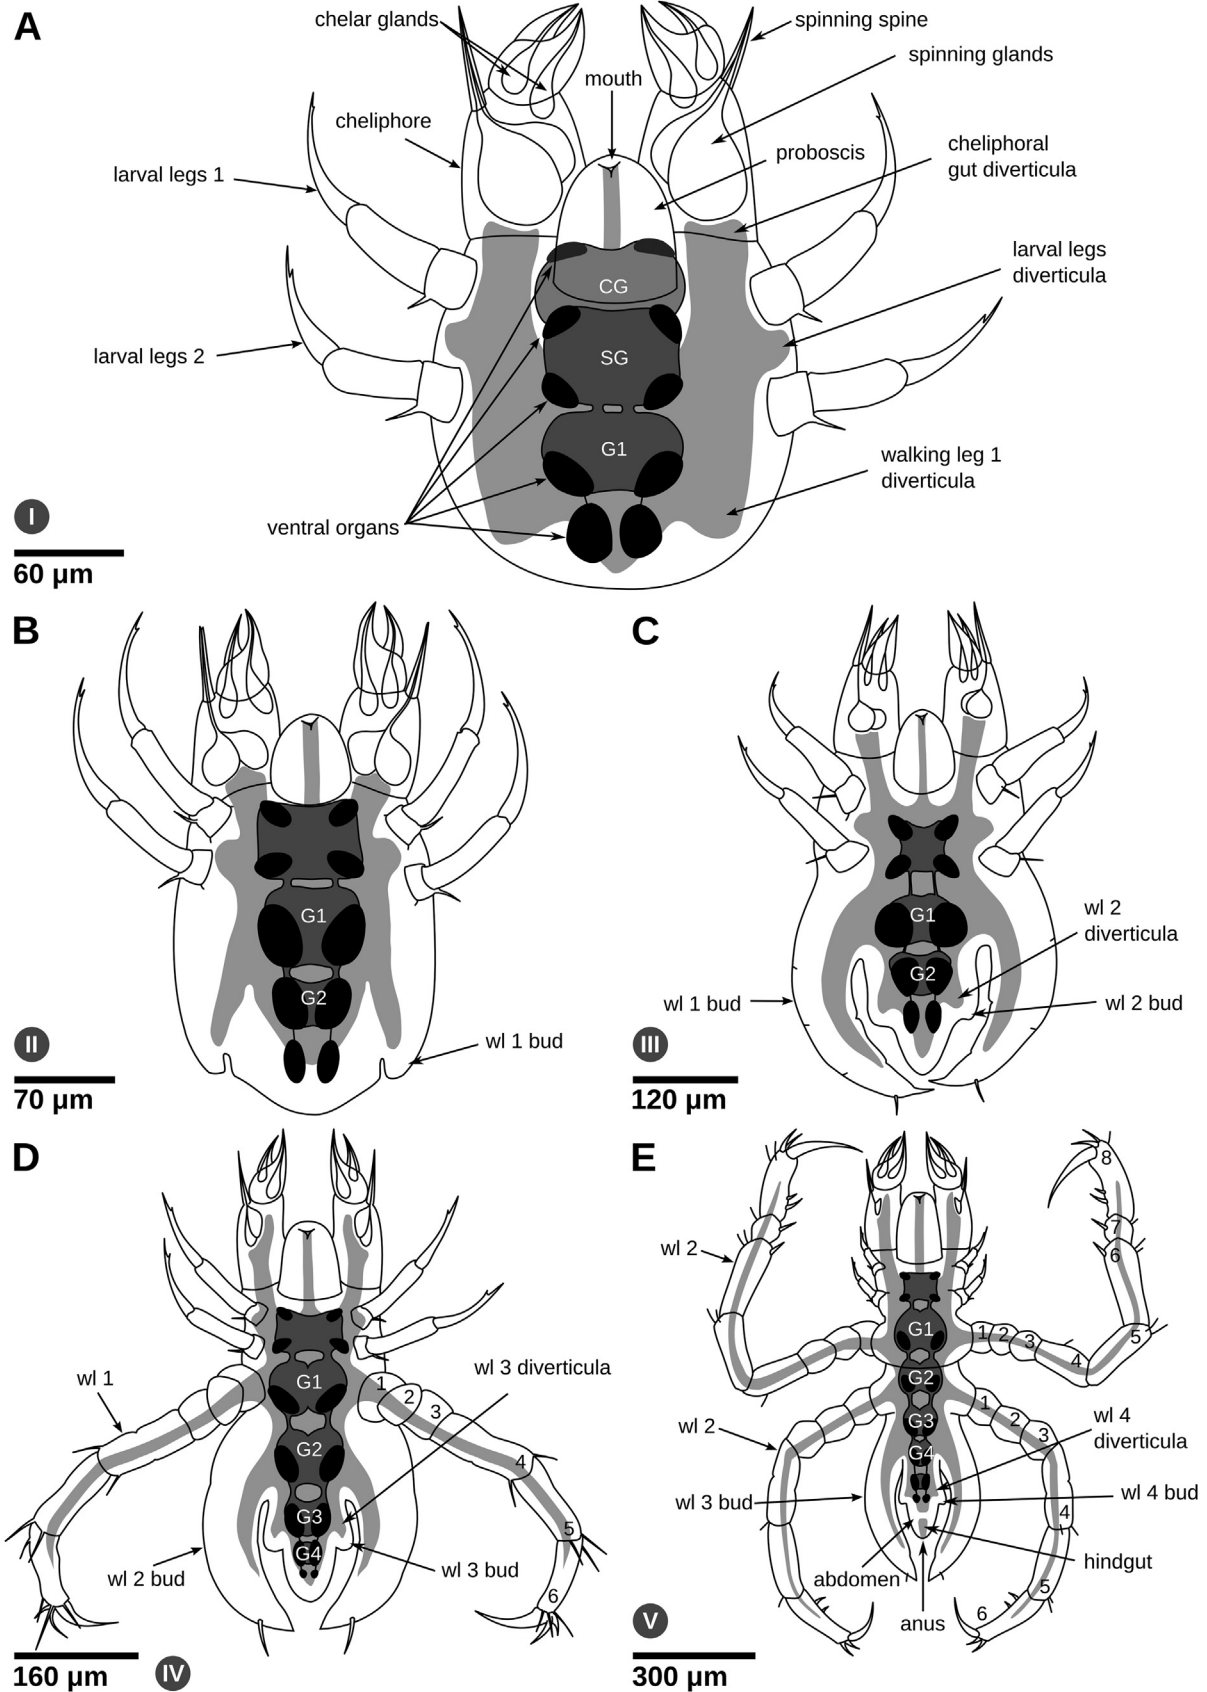 A
chelar glands
spinning spine
spinning glands
mouth
cheliphore
proboscis
cheliphoral
gut diverticula
larval legs 1
larval legs
diverticula
CG
larval legs 2
SG
G1
walking leg 1
diverticula
ventral organs
I
60 µm
B
G1
G2
wl 1 bud
II
70 µm
C
G1
wl 2
diverticula
G2
wl 1 bud
wl 2 bud
III
120 µm
D
wl 3 diverticula
wl 1
G1
1
2
3
G2
4
G3
5
G4
wl 2 bud
wl 3 bud
6
160 µm
IV
E
8
7
6
wl 2
G1
1 2 3
4
5
G2
1
2
3
wl 2
G3
G4
wl 4
diverticula
wl 3 bud
wl 4 bud
4
hindgut
abdomen
5
6
anus
V
300 µm